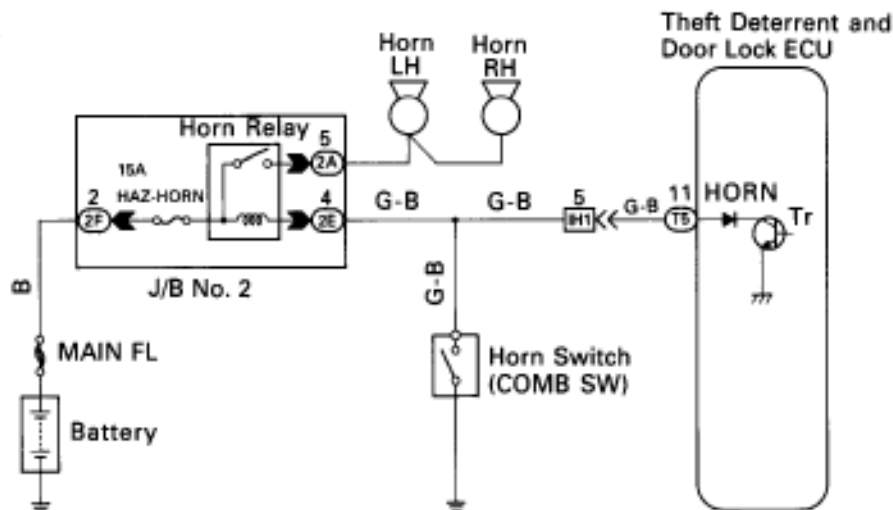 Theft Deterrent and
Door Lock ECU
Horn
LH
Horn
RH
Horn Relay
5
2A
15A
HAZ-HORN
2
2F
4
2E
G-B
G-B
5
IH1
G-B
11
T5
HORN
Tr
J/B No. 2
B
G-B
MAIN FL
Horn Switch
(COMB SW)
Battery